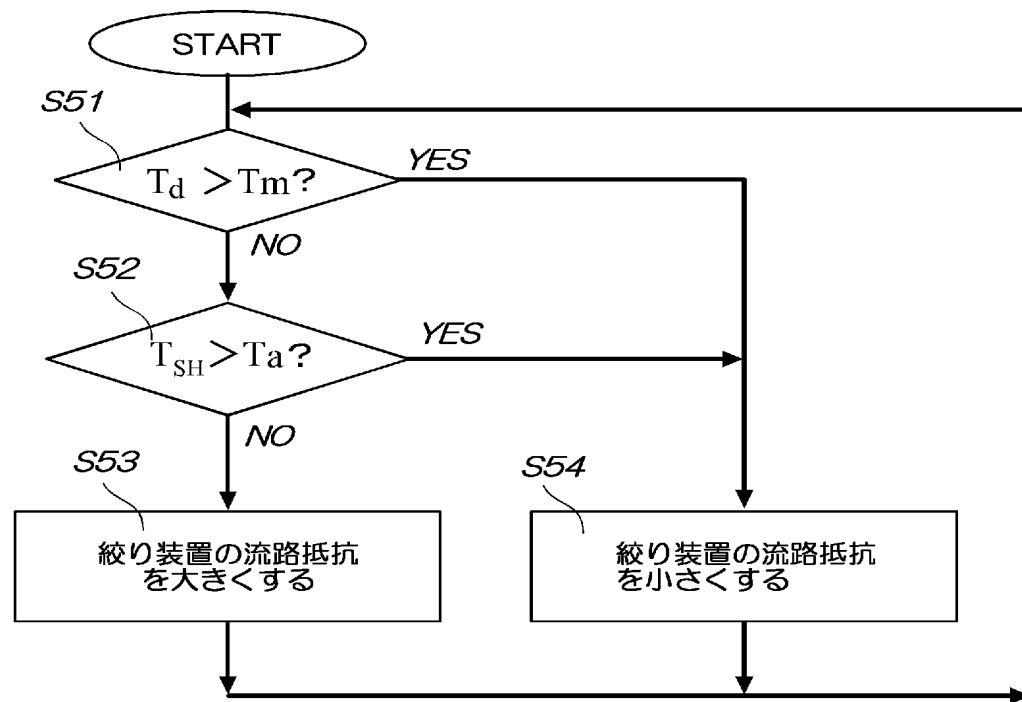 START
S51
T_d > Tm?
YES
NO
S52
T_SH > Ta?
YES
NO
S53
絞り装置の流路抵抗
を大きくする
S54
絞り装置の流路抵抗
を小さくする